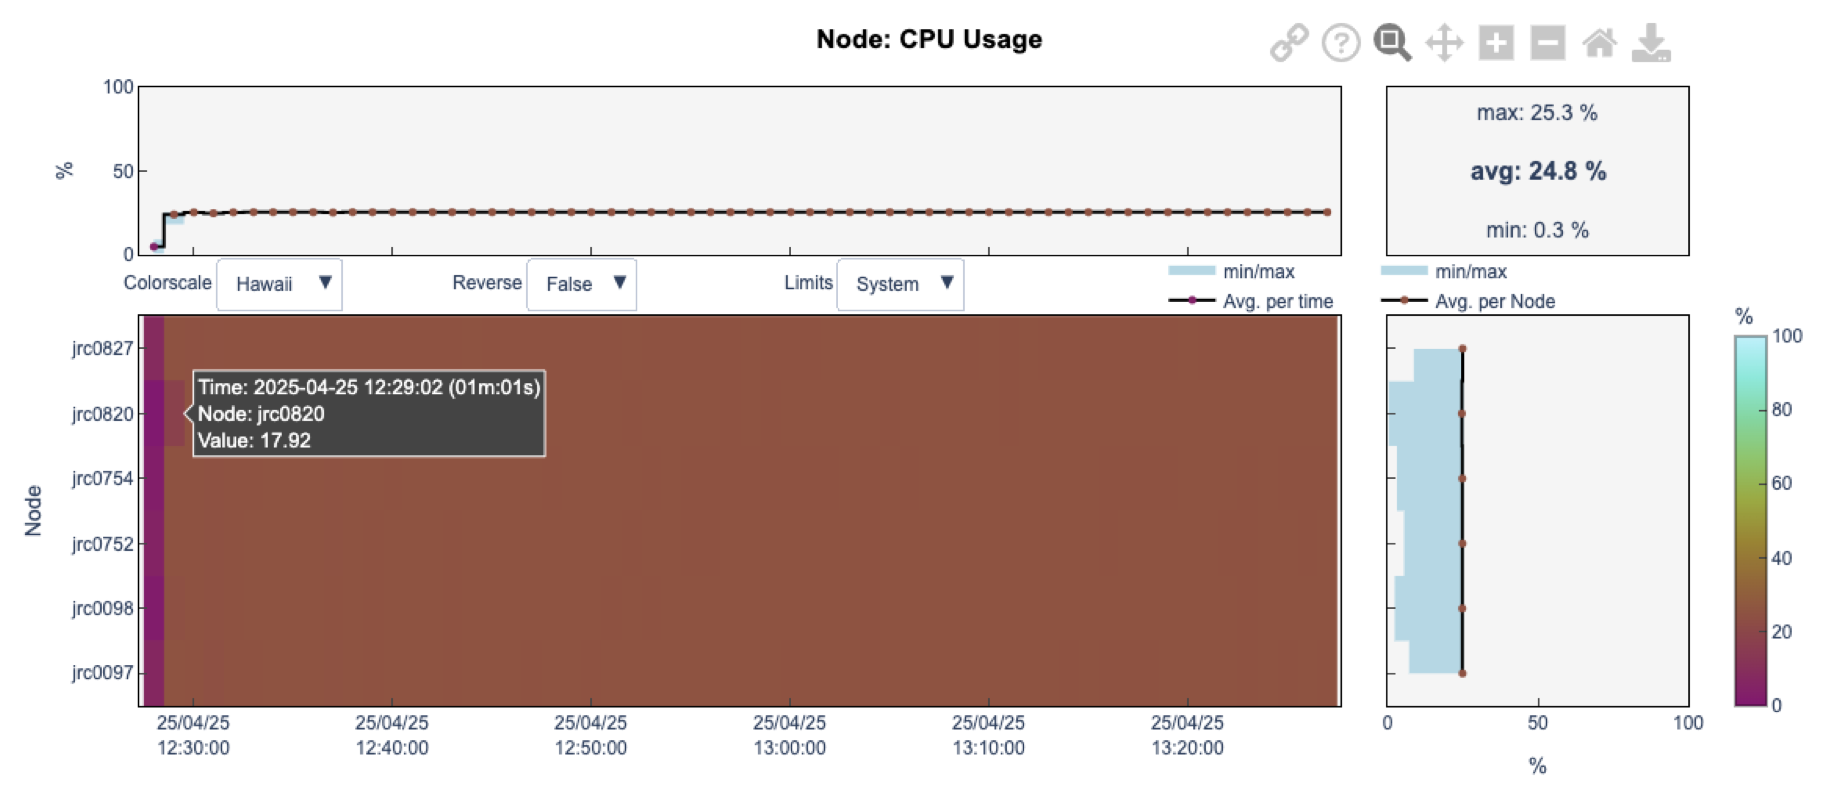 Node: CPU Usage
100
50
0
%
max: 25.3 %
avg: 24.8 %
min: 0.3 %
Colorscale
Hawaii
Reverse
False
Limits
System
min/max
Avg. per time
min/max
Avg. per Node
Node
jrc0827
jrc0820
jrc0754
jrc0752
jrc0098
jrc0097
Time: 2025-04-25 12:29:02 (01m:01s)
Node: jrc0820
Value: 17.92
25/04/25
12:30:00
25/04/25
12:40:00
25/04/25
12:50:00
25/04/25
13:00:00
25/04/25
13:10:00
25/04/25
13:20:00
0
50
100
%
%
100
80
60
40
20
0